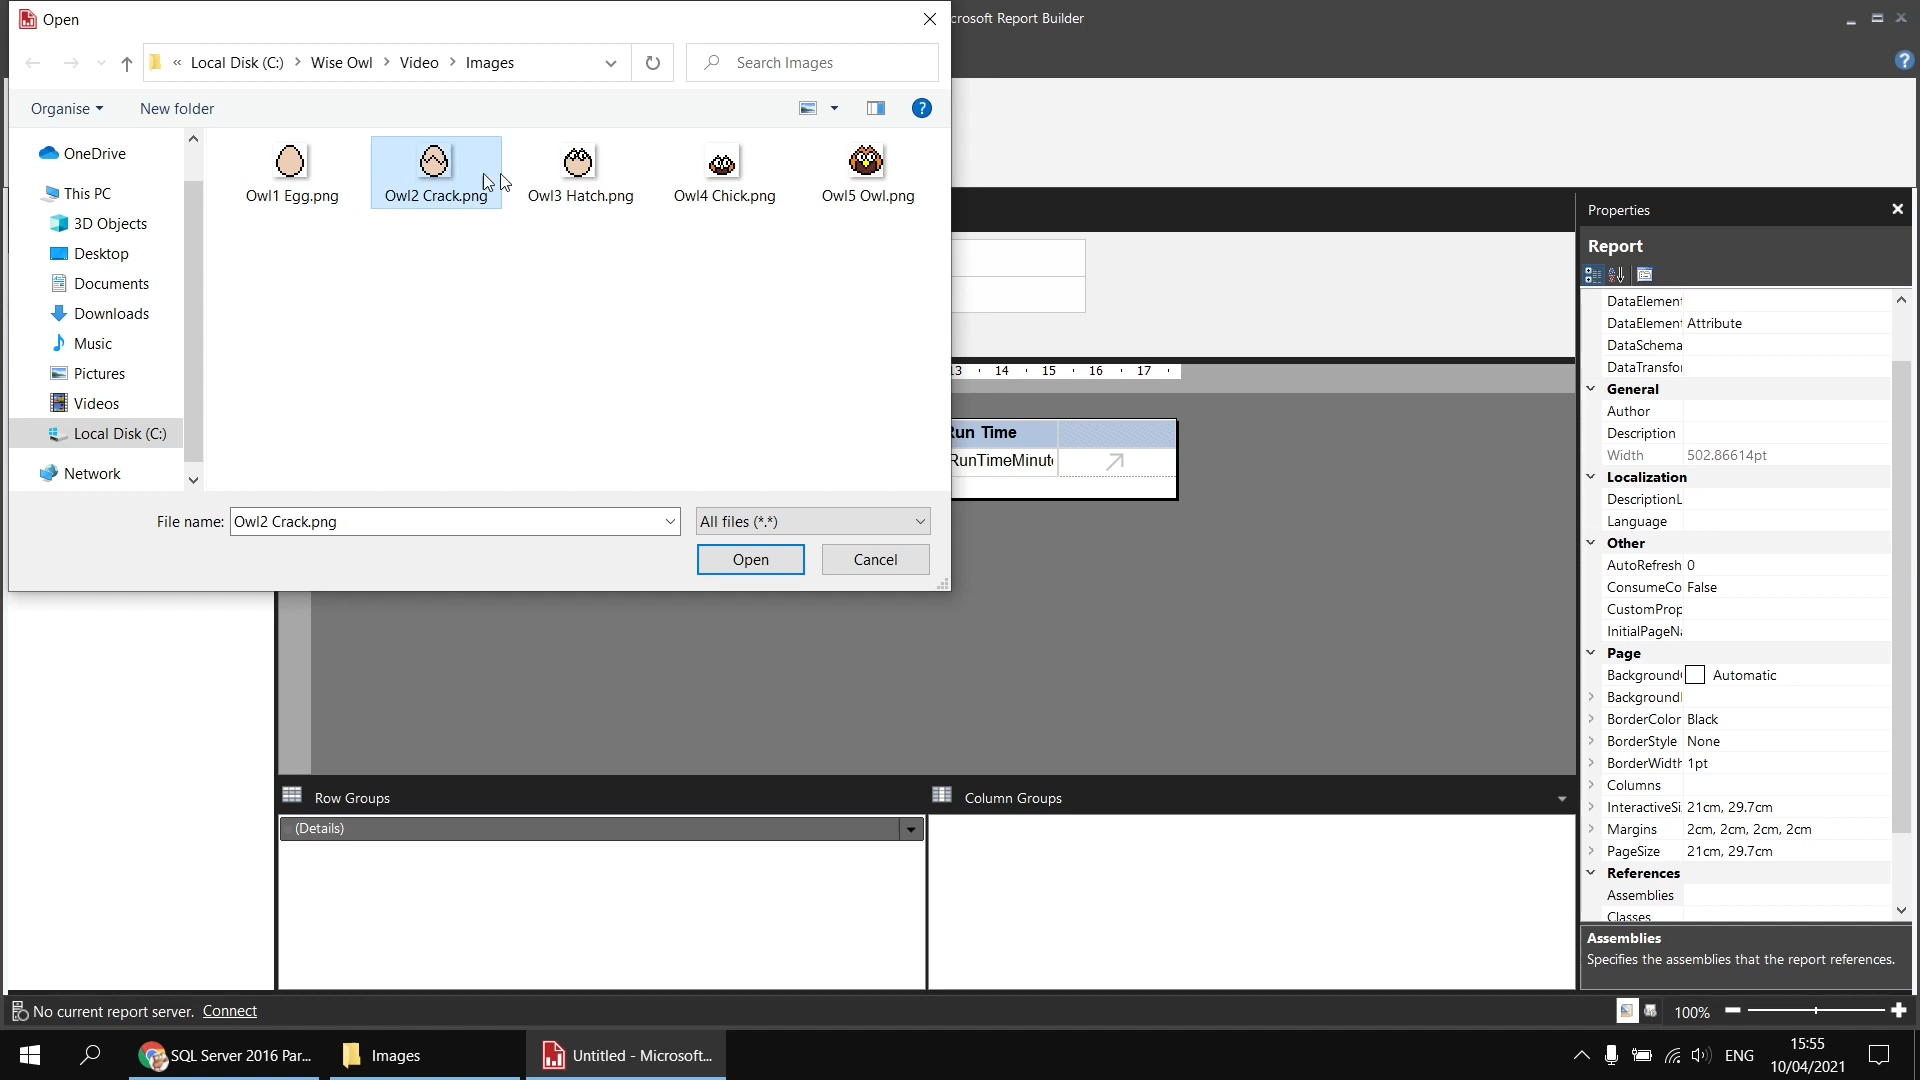 Open
crosoft Report Builder
« Local Disk (C:) > Wise Owl > Video > Images
Search Images
Organise
New folder
OneDrive
This PC
3D Objects
Desktop
Documents
Downloads
Music
Pictures
Videos
Local Disk (C:)
Network
Owl1 Egg.png
Owl2 Crack.png
Owl3 Hatch.png
Owl4 Chick.png
Owl5 Owl.png
File name: Owl2 Crack.png
All files (*.*)
Open
Cancel
13 14 15 16 17
Run Time
RunTimeMinut
Row Groups
(Details)
Column Groups
Properties
Report
DataElement
DataElement Attribute
DataSchema
DataTransfor
General
Author
Description
Width 502.86614pt
Localization
DescriptionL
Language
Other
AutoRefresh 0
ConsumeCo False
CustomProp
InitialPageNa
Page
Background Automatic
BackgroundI
BorderColor Black
BorderStyle None
BorderWidth 1pt
Columns
InteractiveSi 21cm, 29.7cm
Margins 2cm, 2cm, 2cm, 2cm
PageSize 21cm, 29.7cm
References
Assemblies
Classes
Assemblies
Specifies the assemblies that the report references.
No current report server. Connect
100%
SQL Server 2016 Par...
Images
Untitled - Microsoft...
ENG
15:55
10/04/2021